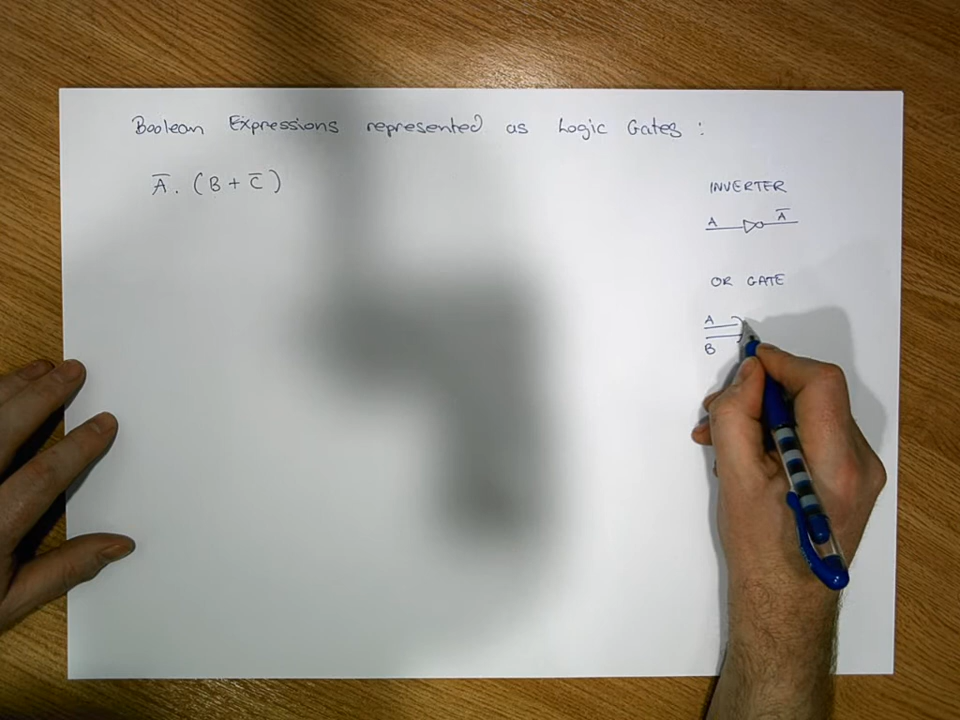 Boolean Expressions represented as Logic Gates :
A̅ . ( B + C̅ )
INVERTER
A A̅
OR GATE
A
B